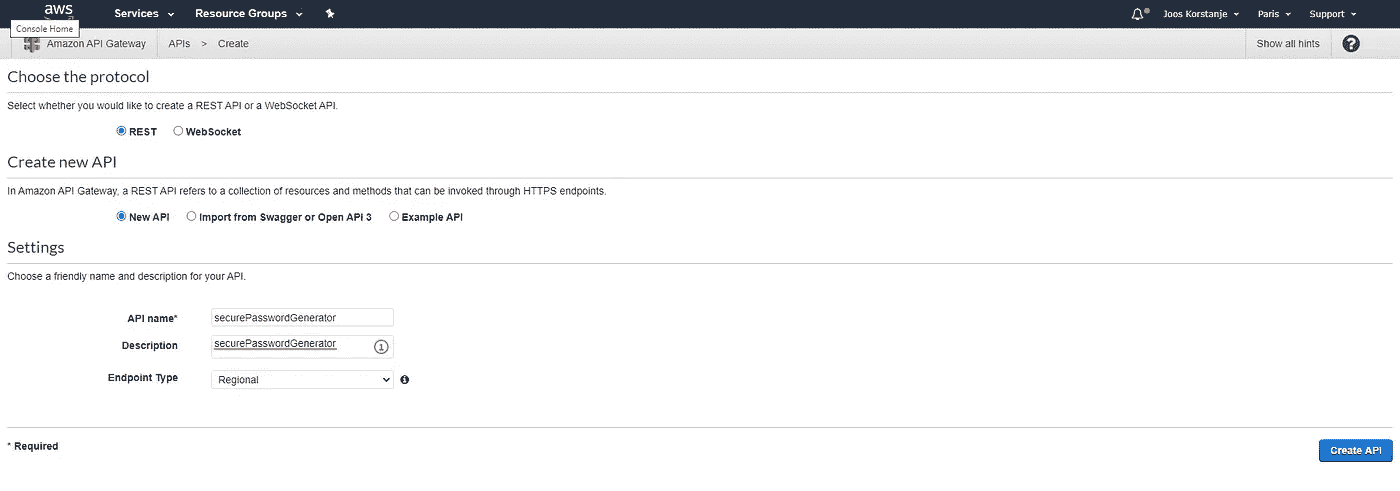 aws Services Resource Groups Joos Korstanje Paris Support
Console Home
Amazon API Gateway APIs > Create Show all hints ?
Choose the protocol
Select whether you would like to create a REST API or a WebSocket API.
REST WebSocket
Create new API
In Amazon API Gateway, a REST API refers to a collection of resources and methods that can be invoked through HTTPS endpoints.
New API Import from Swagger or Open API 3 Example API
Settings
Choose a friendly name and description for your API.
API name* securePasswordGenerator
Description securePasswordGenerator 1
Endpoint Type Regional i
* Required Create API